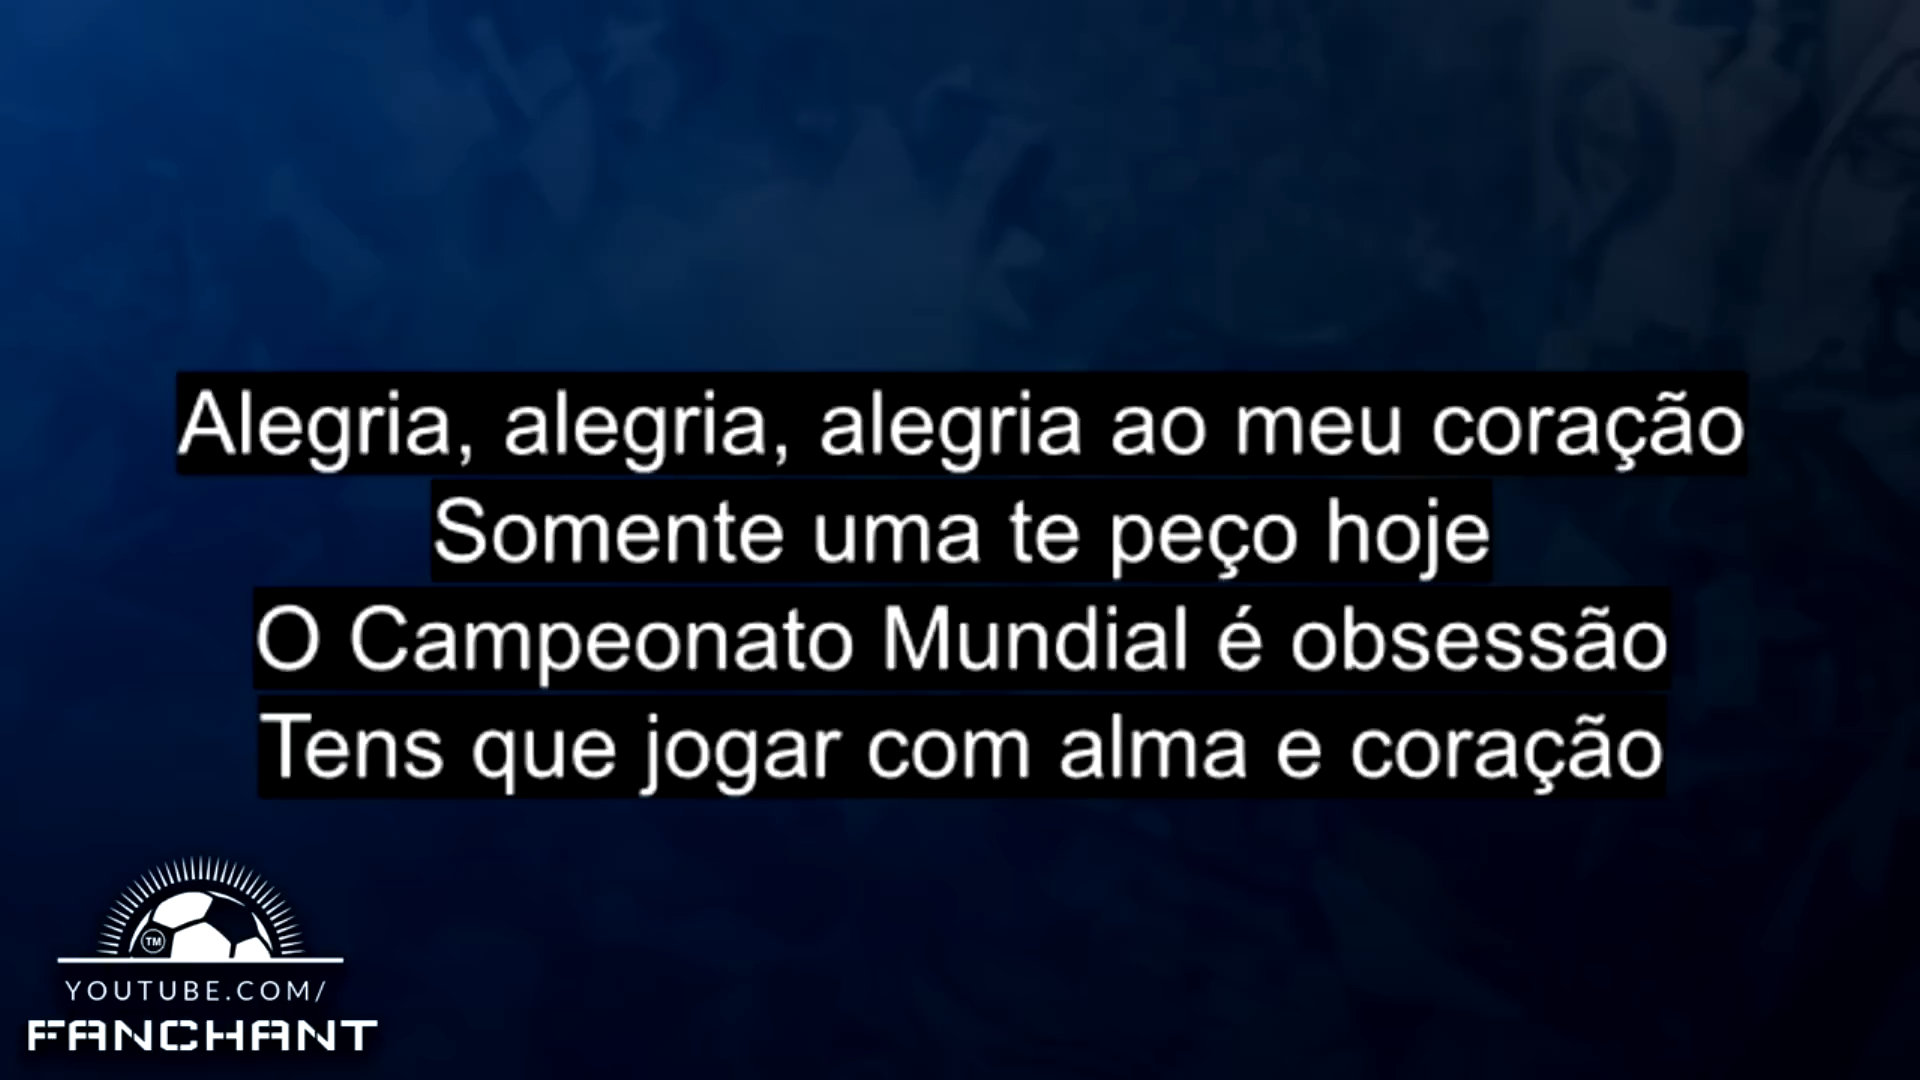 Alegria, alegria, alegria ao meu coração
Somente uma te peço hoje
O Campeonato Mundial é obsessão
Tens que jogar com alma e coração
TM
YOUTUBE.COM/
FANCHANT